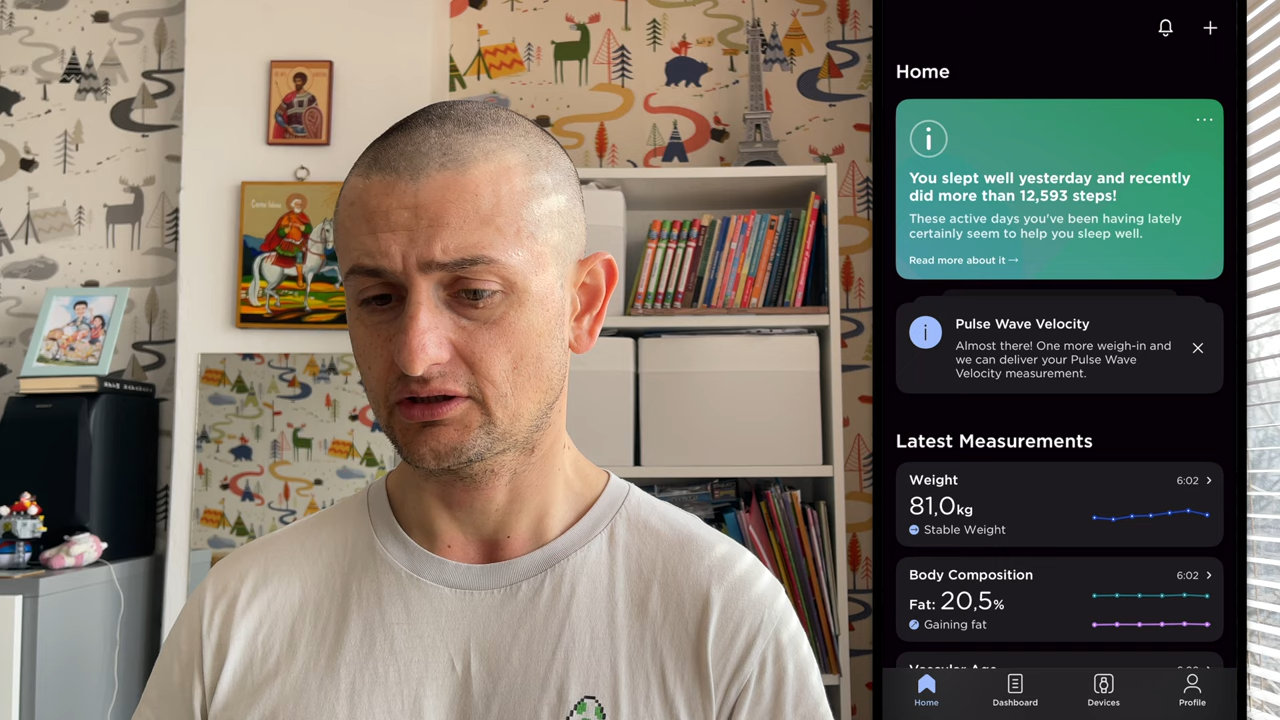 Home
You slept well yesterday and recently
did more than 12,593 steps!
These active days you've been having lately
certainly seem to help you sleep well.
Read more about it →
Pulse Wave Velocity
Almost there! One more weigh-in and
we can deliver your Pulse Wave
Velocity measurement.
Latest Measurements
Weight 6:02
81,0kg
Stable Weight
Body Composition 6:02
Fat: 20,5%
Gaining fat
Home Dashboard Devices Profile